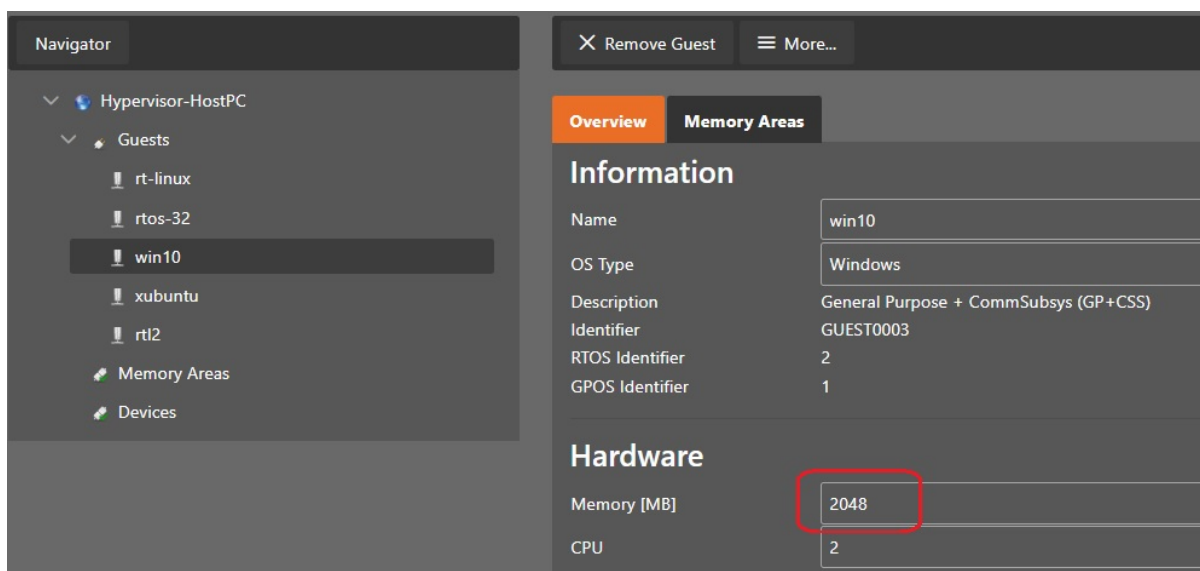 Navigator
Hypervisor-HostPC
Guests
rt-linux
rtos-32
win10
xubuntu
rtl2
Memory Areas
Devices
Remove Guest
More...
Overview
Memory Areas
Information
Name
win10
OS Type
Windows
Description
General Purpose + CommSubsys (GP+CSS)
Identifier
GUEST0003
RTOS Identifier
2
GPOS Identifier
1
Hardware
Memory [MB]
2048
CPU
2